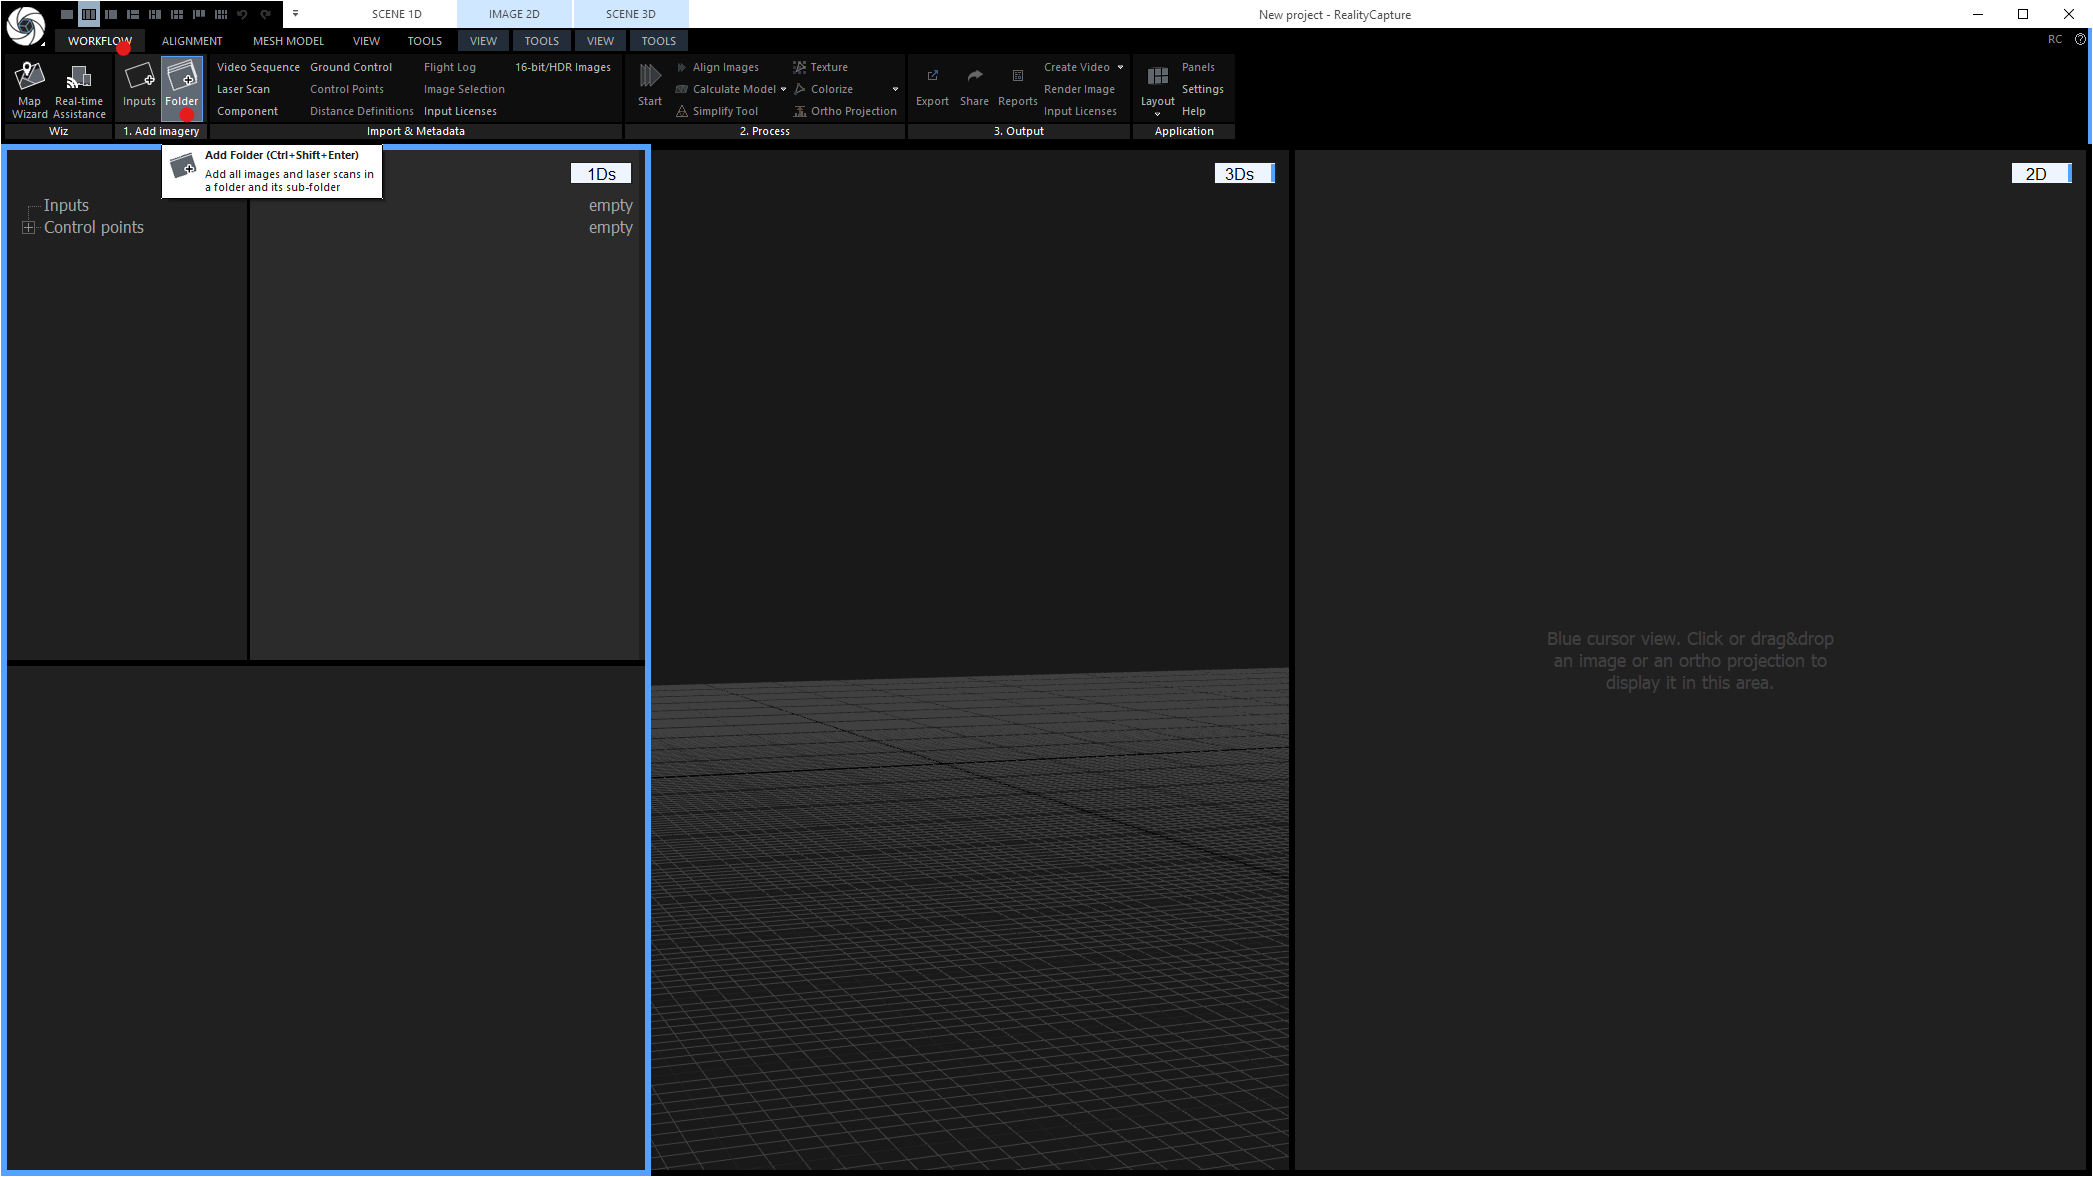 SCENE 1D IMAGE 2D SCENE 3D New project - RealityCapture
WORKFLOW ALIGNMENT MESH MODEL VIEW TOOLS VIEW TOOLS VIEW TOOLS RC
Map Wizard
Real-time Assistance
Wiz
Inputs
Folder
1. Add imagery
Video Sequence Ground Control Flight Log 16-bit/HDR Images
Laser Scan Control Points Image Selection
Component Distance Definitions Input Licenses
Import & Metadata
Start
Align Images Texture
Calculate Model Colorize
Simplify Tool Ortho Projection
2. Process
Export Share Reports
Create Video
Render Image
Input Licenses
3. Output
Layout
Panels
Settings
Help
Application
Add Folder (Ctrl+Shift+Enter)
Add all images and laser scans in
a folder and its sub-folder
1Ds
3Ds
2D
Inputs empty
Control points empty
Blue cursor view. Click or drag&drop
an image or an ortho projection to
display it in this area.